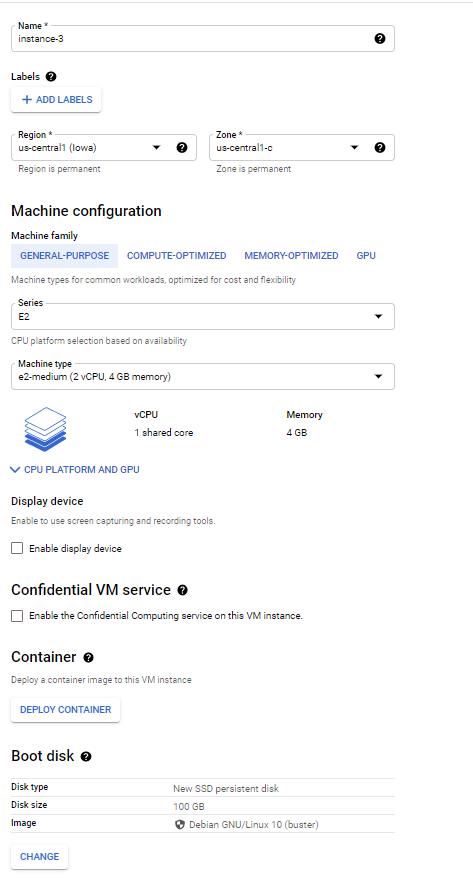 Name *
instance-3
Labels
+ ADD LABELS
Region *
us-central1 (Iowa)
Region is permanent
Zone *
us-central1-c
Zone is permanent
Machine configuration
Machine family
GENERAL-PURPOSE COMPUTE-OPTIMIZED MEMORY-OPTIMIZED GPU
Machine types for common workloads, optimized for cost and flexibility
Series
E2
CPU platform selection based on availability
Machine type
e2-medium (2 vCPU, 4 GB memory)
vCPU Memory
1 shared core 4 GB
CPU PLATFORM AND GPU
Display device
Enable to use screen capturing and recording tools.
Enable display device
Confidential VM service
Enable the Confidential Computing service on this VM instance.
Container
Deploy a container image to this VM instance
DEPLOY CONTAINER
Boot disk
Disk type New SSD persistent disk
Disk size 100 GB
Image Debian GNU/Linux 10 (buster)
CHANGE